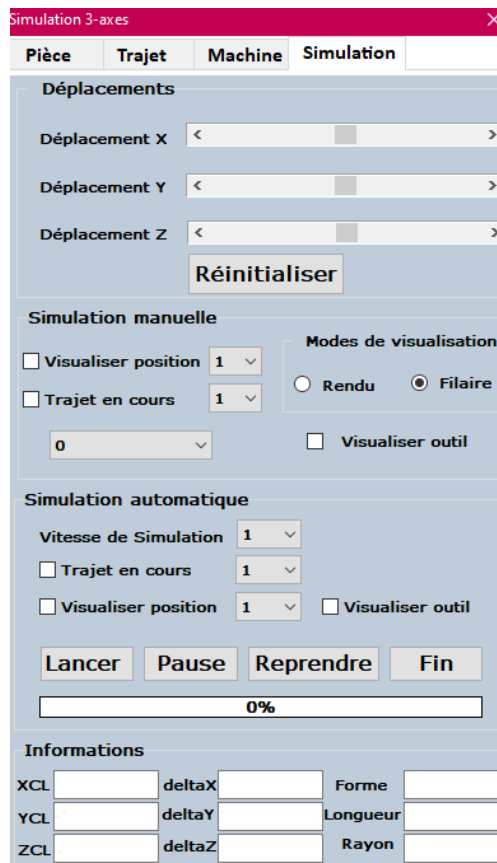 Simulation 3-axes
Pièce Trajet Machine Simulation
Déplacements
Déplacement X
Déplacement Y
Déplacement Z
Réinitialiser
Simulation manuelle
Modes de visualisation
Visualiser position 1
Rendu Filaire
Trajet en cours 1
0 Visualiser outil
Simulation automatique
Vitesse de Simulation 1
Trajet en cours 1
Visualiser position 1 Visualiser outil
Lancer Pause Reprendre Fin
0%
Informations
XCL deltaX Forme
YCL deltaY Longueur
ZCL deltaZ Rayon